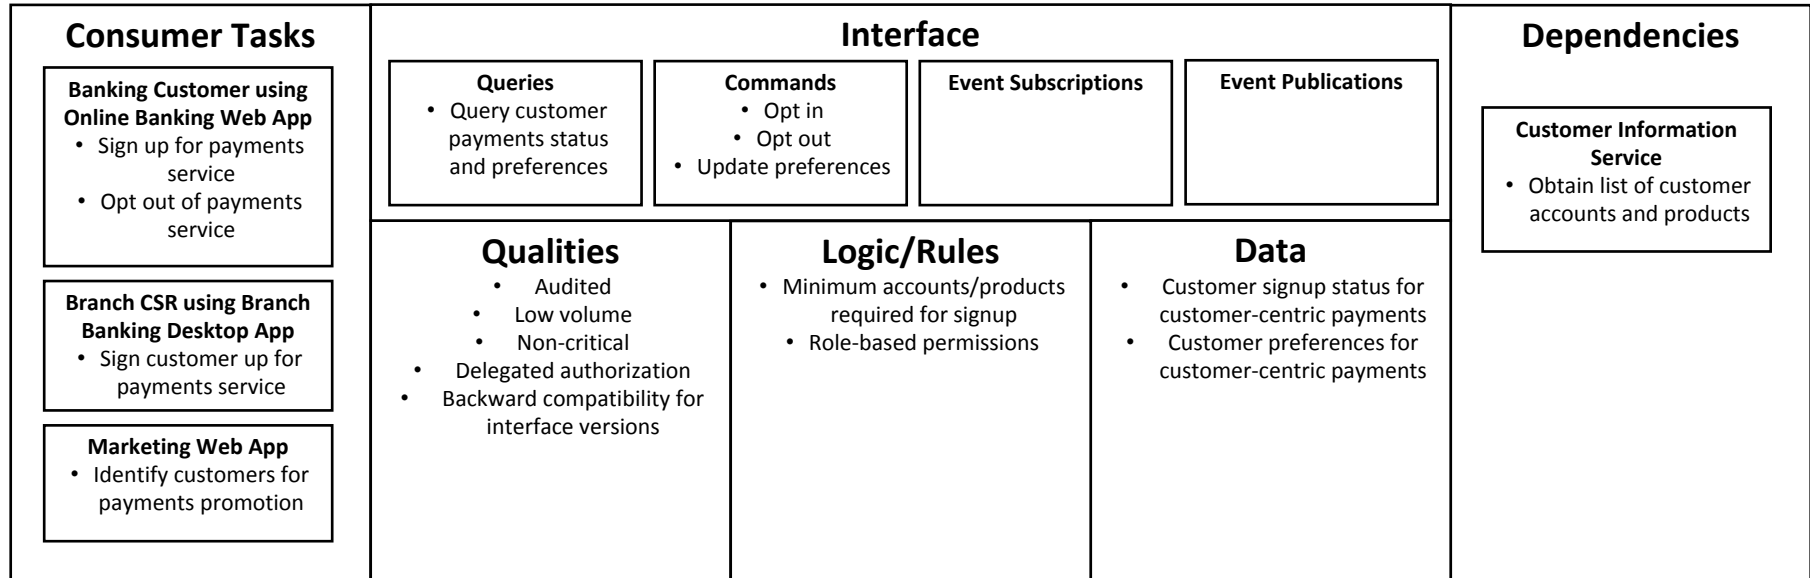 Consumer Tasks
Banking Customer using
Online Banking Web App
• Sign up for payments
service
• Opt out of payments
service
Branch CSR using Branch
Banking Desktop App
• Sign customer up for
payments service
Marketing Web App
• Identify customers for
payments promotion
Interface
Queries
• Query customer
payments status
and preferences
Commands
• Opt in
• Opt out
• Update preferences
Event Subscriptions
Event Publications
Qualities
• Audited
• Low volume
• Non-critical
• Delegated authorization
• Backward compatibility for
interface versions
Logic/Rules
• Minimum accounts/products
required for signup
• Role-based permissions
Data
• Customer signup status for
customer-centric payments
• Customer preferences for
customer-centric payments
Dependencies
Customer Information
Service
• Obtain list of customer
accounts and products